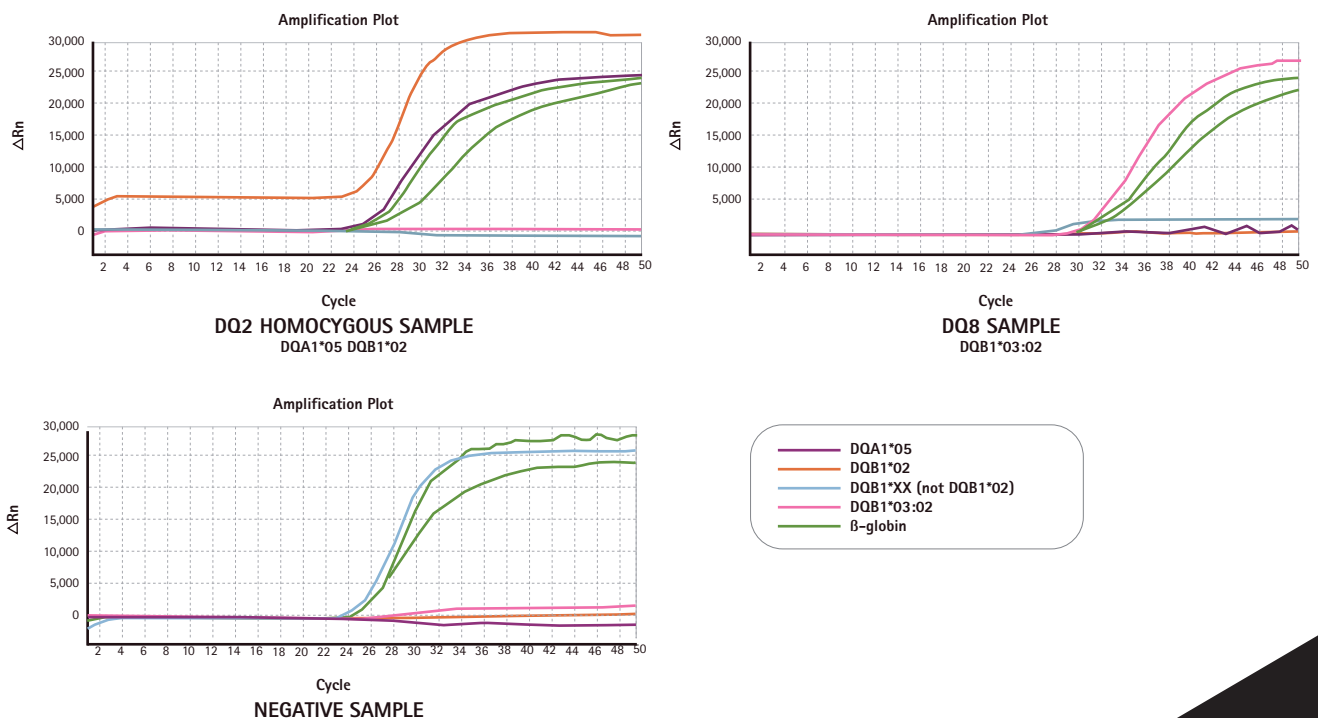 Amplification Plot
30,000
25,000
20,000
15,000
10,000
5,000
0
△Rn
2 4 6 8 10 12 14 16 18 20 22 24 26 28 30 32 34 36 38 40 42 44 46 48 50
Cycle
DQ2 HOMOCYGOUS SAMPLE
DQA1*05 DQB1*02
Amplification Plot
30,000
25,000
20,000
15,000
10,000
5,000
△Rn
2 4 6 8 10 12 14 16 18 20 22 24 26 28 30 32 34 36 38 40 42 44 46 48 50
Cycle
DQ8 SAMPLE
DQB1*03:02
Amplification Plot
30,000
25,000
20,000
15,000
10,000
5,000
0
△Rn
2 4 6 8 10 12 14 16 18 20 22 24 26 28 30 32 34 36 38 40 42 44 46 48 50
Cycle
NEGATIVE SAMPLE
DQA1*05
DQB1*02
DQB1*XX (not DQB1*02)
DQB1*03:02
ß-globin